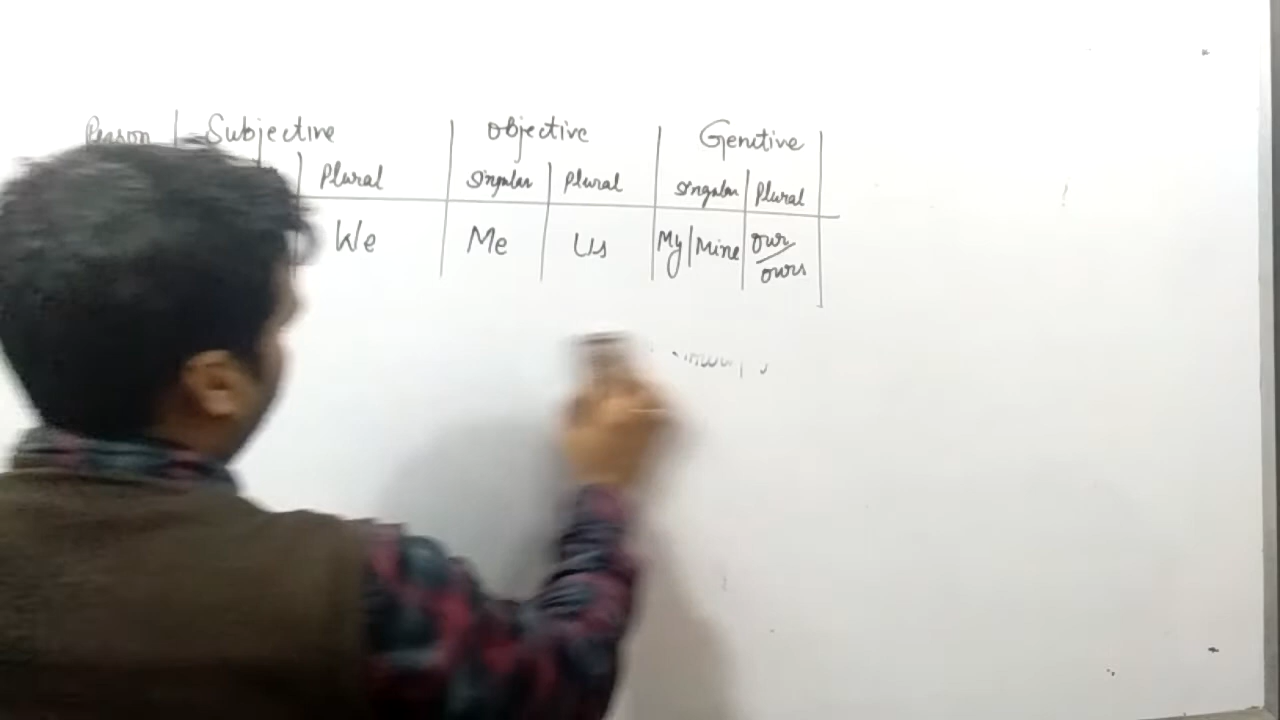 Person Subjective Objective Genitive
Plural Singular Plural Singular Plural
We Me Us My/Mine our/
ours